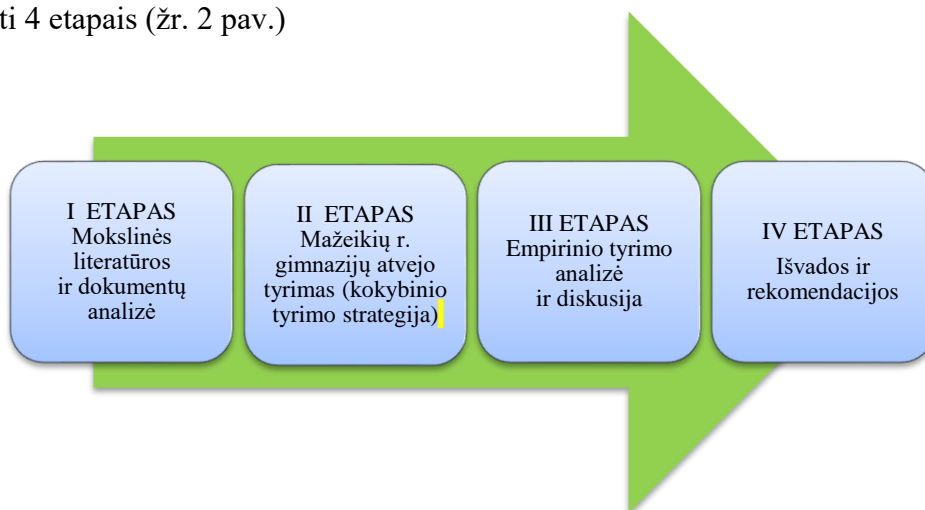 ti 4 etapais (žr. 2 pav.)
I ETAPAS
Mokslinės
literatūros
ir dokumentų
analizė
II ETAPAS
Mažeikių r.
gimnazijų atvejo
tyrimas (kokybinio
tyrimo strategija)
III ETAPAS
Empirinio tyrimo
analizė
ir diskusija
IV ETAPAS
Išvados ir
rekomendacijos